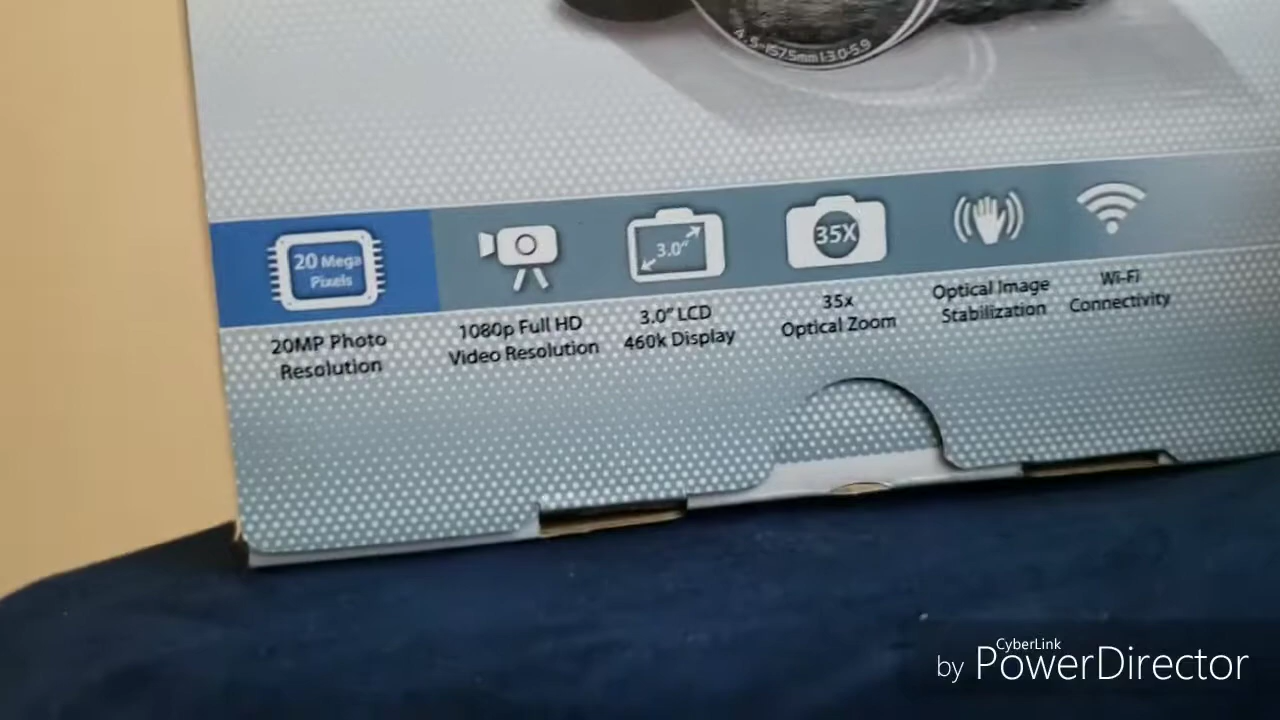 4.5-157.5mm 1:3.0-5.9
20 Mega
Pixels
3.0"
35X
20MP Photo
Resolution
1080p Full HD
Video Resolution
3.0" LCD
460k Display
35x
Optical Zoom
Optical Image
Stabilization
Wi-Fi
Connectivity
CyberLink
by PowerDirector